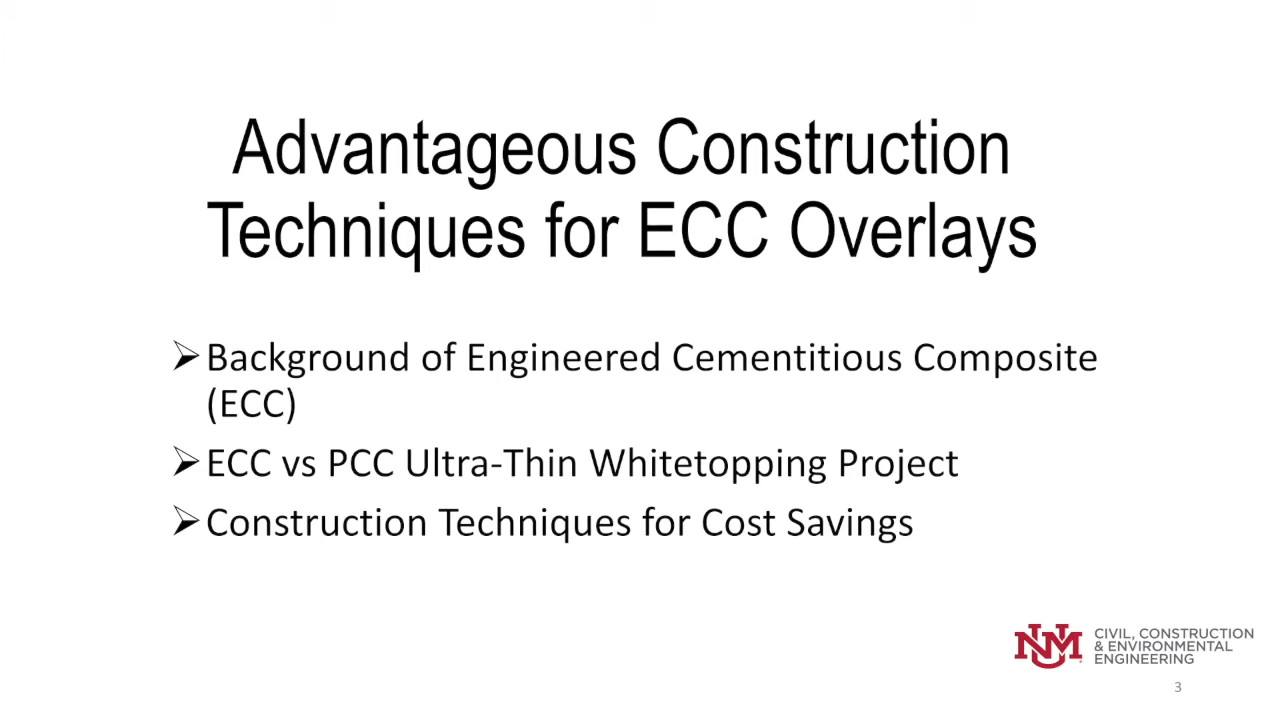 Advantageous Construction
Techniques for ECC Overlays
➢Background of Engineered Cementitious Composite
(ECC)
➢ECC vs PCC Ultra-Thin Whitetopping Project
➢Construction Techniques for Cost Savings
UNM
CIVIL, CONSTRUCTION
& ENVIRONMENTAL
ENGINEERING
3